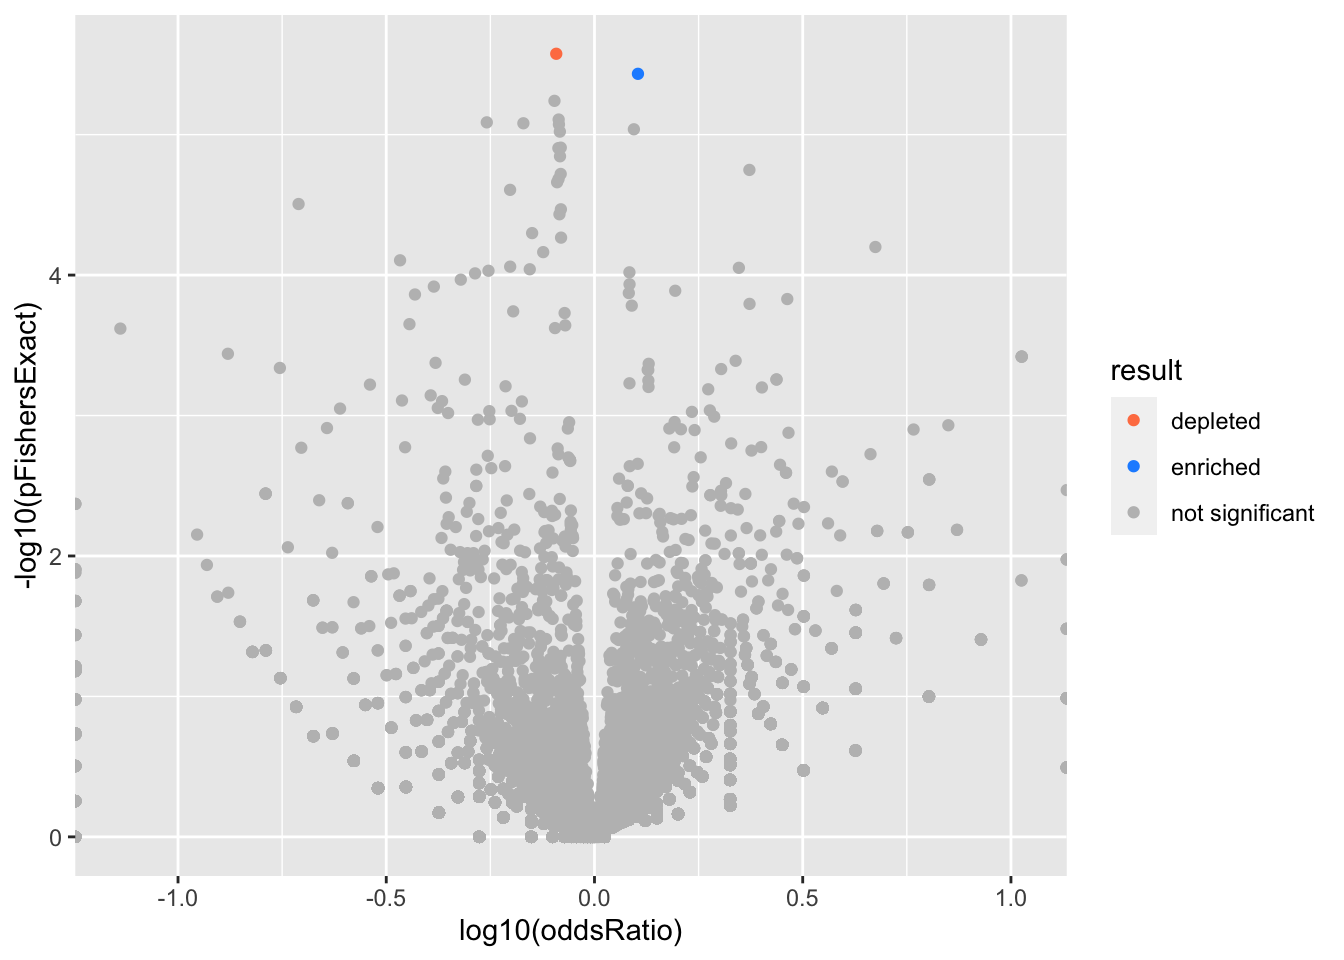 -log10(pFishersExact)
4
2
0
-1.0
-0.5
0.0
0.5
1.0
log10(oddsRatio)
result
depleted
enriched
not significant